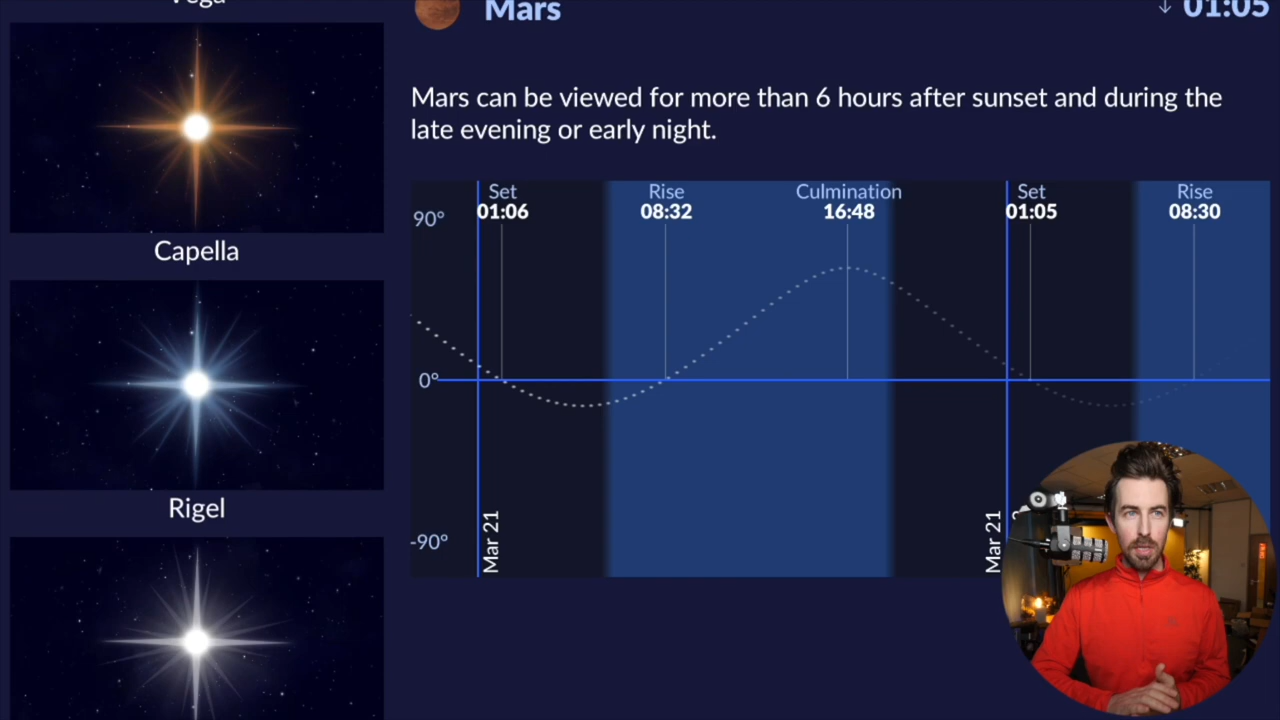 Vega
Capella
Rigel
Mars
↓ 01:05
Mars can be viewed for more than 6 hours after sunset and during the
late evening or early night.
Set Rise Culmination Set Rise
01:06 08:32 16:48 01:05 08:30
90°
0°
-90°
Mar 21
Mar 21